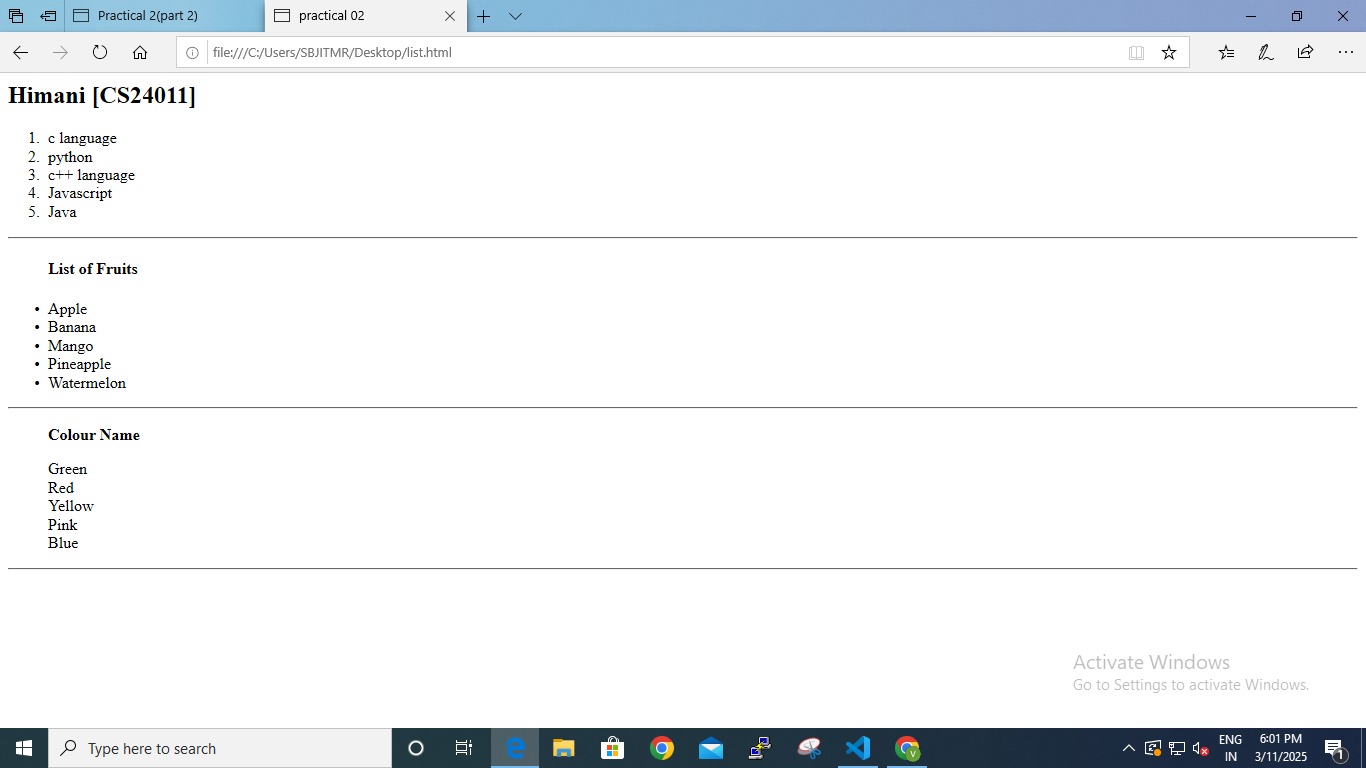 Practical 2(part 2)
practical 02
file:///C:/Users/SBJITMR/Desktop/list.html
Himani [CS24011]
1. c language
2. python
3. c++ language
4. Javascript
5. Java
List of Fruits
• Apple
• Banana
• Mango
• Pineapple
• Watermelon
Colour Name
Green
Red
Yellow
Pink
Blue
Activate Windows
Go to Settings to activate Windows.
Type here to search
V
ENG
IN
6:01 PM
3/11/2025
1